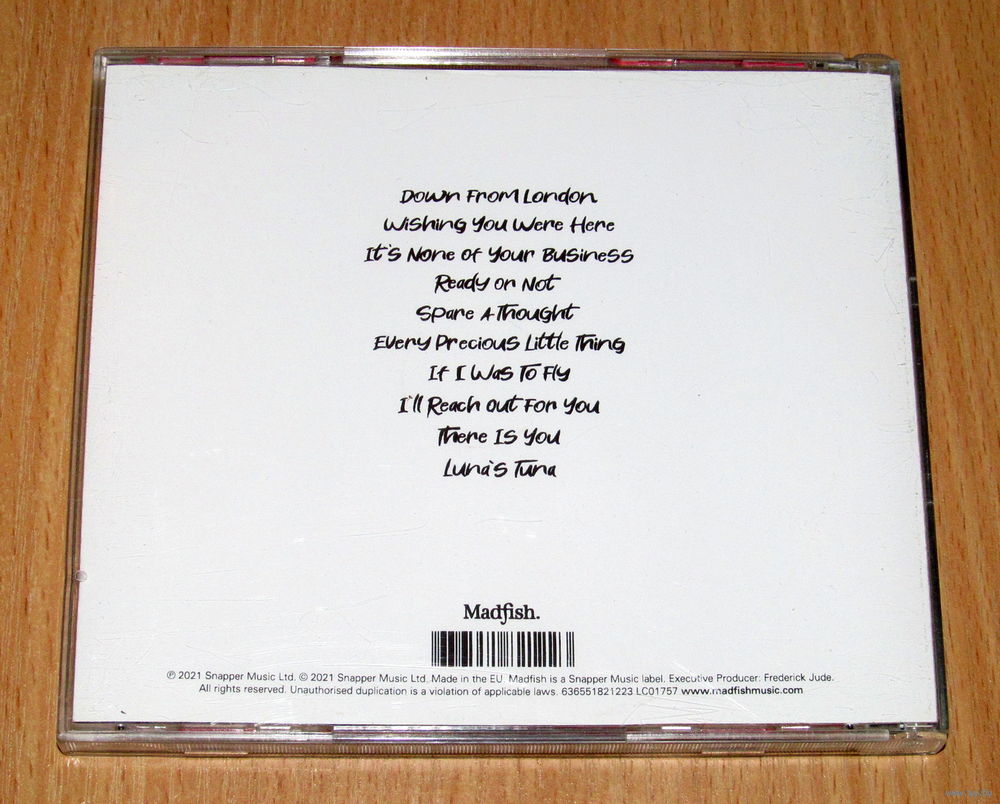 Down From London
Wishing You Were Here
It's None Of Your Business
Ready Or Not
Spare A Thought
Every Precious Little Thing
If I Was To Fly
I'll Reach Out For You
There Is You
Luna's Tuna
Madfish.
℗ 2021 Snapper Music Ltd. © 2021 Snapper Music Ltd. Made in the EU. Madfish is a Snapper Music label. Executive Producer: Frederick Jude.
All rights reserved. Unauthorised duplication is a violation of applicable laws. 636551821223 LC01757 www.madfishmusic.com